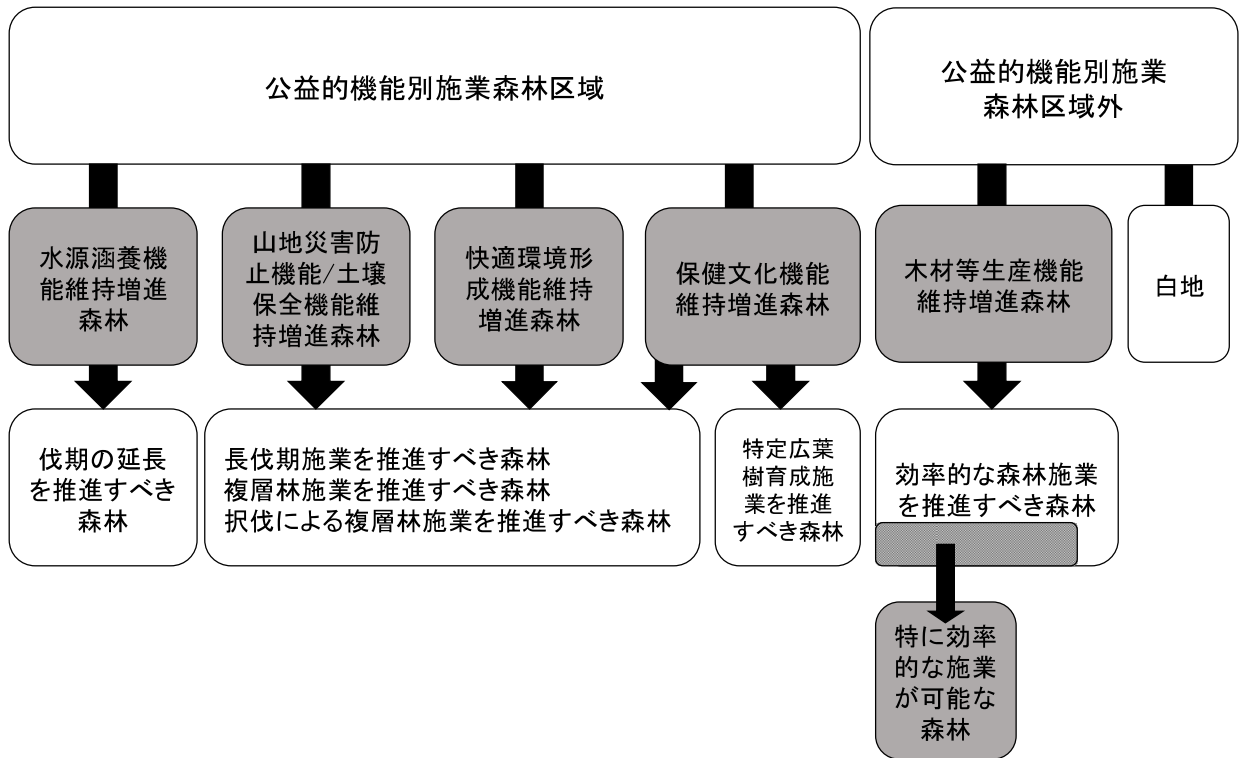 公益的機能別施業森林区域
公益的機能別施業
森林区域外
水源涵養機
能維持増進
森林
山地災害防
止機能/土壌
保全機能維
持増進森林
快適環境形
成機能維持
増進森林
保健文化機能
維持増進森林
木材等生産機能
維持増進森林
白地
伐期の延長
を推進すべき
森林
長伐期施業を推進すべき森林
複層林施業を推進すべき森林
択伐による複層林施業を推進すべき森林
特定広葉
樹育成施
業を推進
すべき森林
効率的な森林施業
を推進すべき森林
特に効率
的な施業
が可能な
森林